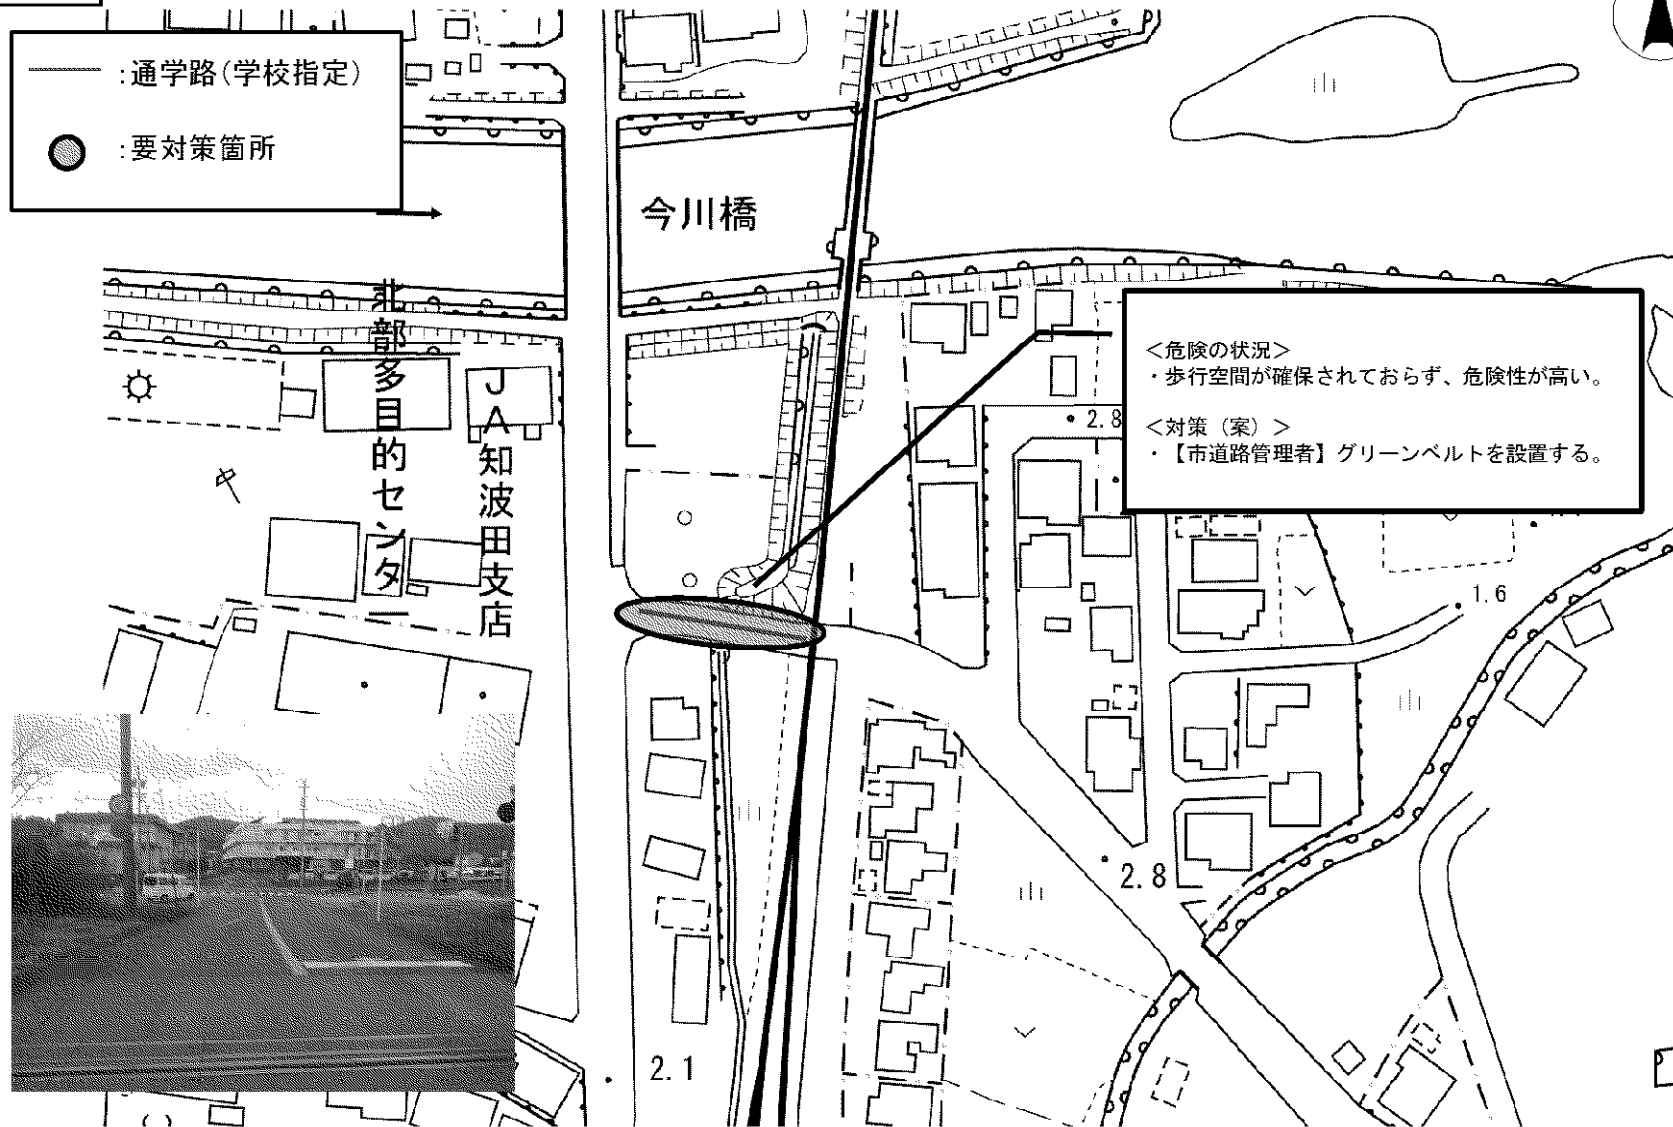 ：通学路(学校指定)
：要対策箇所
今川橋
北部多目的センター
JA知波田支店
＜危険の状況＞
・歩行空間が確保されておらず、危険性が高い。
＜対策（案）＞
・【市道路管理者】グリーンベルトを設置する。
2.8
1.6
2.8
2.1